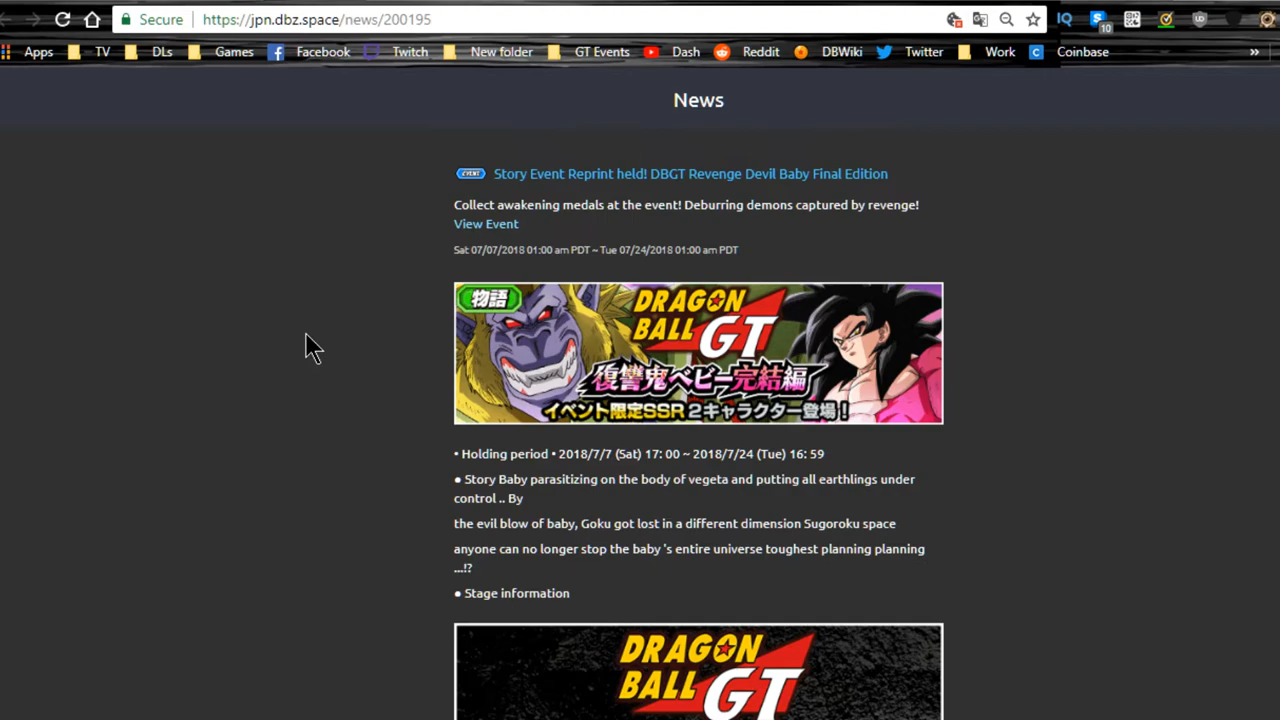 Secure https://jpn.dbz.space/news/200195
IQ
10
Apps TV DLs Games Facebook Twitch New folder GT Events Dash Reddit DBWiki Twitter Work Coinbase »
News
EVENT Story Event Reprint held! DBGT Revenge Devil Baby Final Edition
Collect awakening medals at the event! Deburring demons captured by revenge!
View Event
Sat 07/07/2018 01:00 am PDT ~ Tue 07/24/2018 01:00 am PDT
物語
DRAGON
BALL GT
復讐鬼ベビー完結編
イベント限定SSR2キャラクター登場!
• Holding period • 2018/7/7 (Sat) 17: 00 ~ 2018/7/24 (Tue) 16: 59
● Story Baby parasitizing on the body of vegeta and putting all earthlings under
control .. By
the evil blow of baby, Goku got lost in a different dimension Sugoroku space
anyone can no longer stop the baby 's entire universe toughest planning planning
...!?
● Stage information
DRAGON
BALL GT